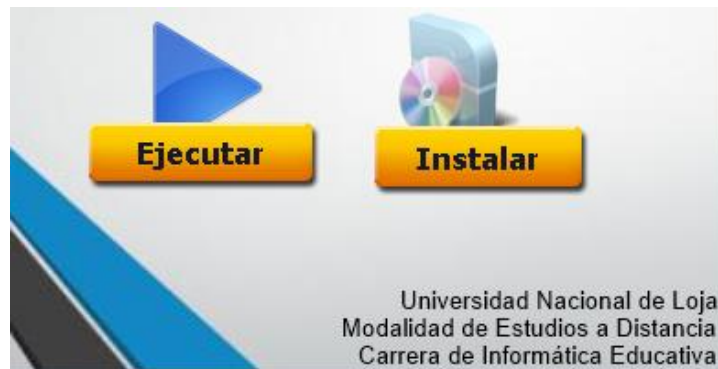 Ejecutar
Instalar
Universidad Nacional de Loja
Modalidad de Estudios a Distancia
Carrera de Informática Educativa